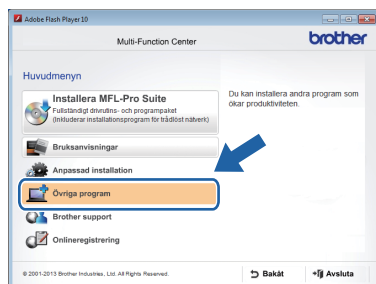 Adobe Flash Player 10
Multi-Function Center
brother
Huvudmenyn
Installera MFL-Pro Suite
Fullständigt drivrutins- och programpaket
(Inkluderar installationsprogram för trådlöst nätverk)
Bruksanvisningar
Anpassad installation
Övriga program
Brother support
Onlineregistrering
Du kan installera andra program som
ökar produktiviteten.
© 2001-2013 Brother Industries, Ltd. All Rights Reserved.
Bakåt
Avsluta